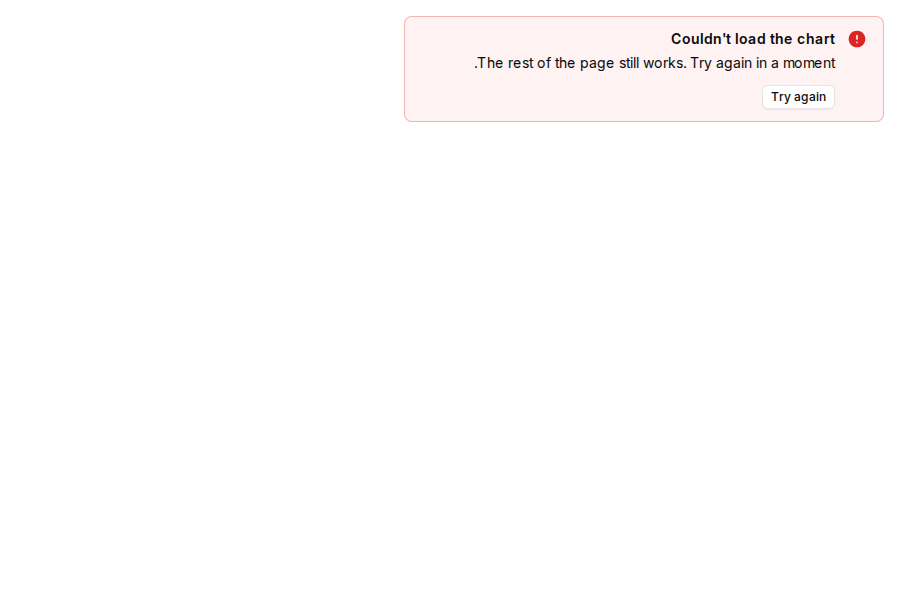 Couldn't load the chart
The rest of the page still works. Try again in a moment.
Try again